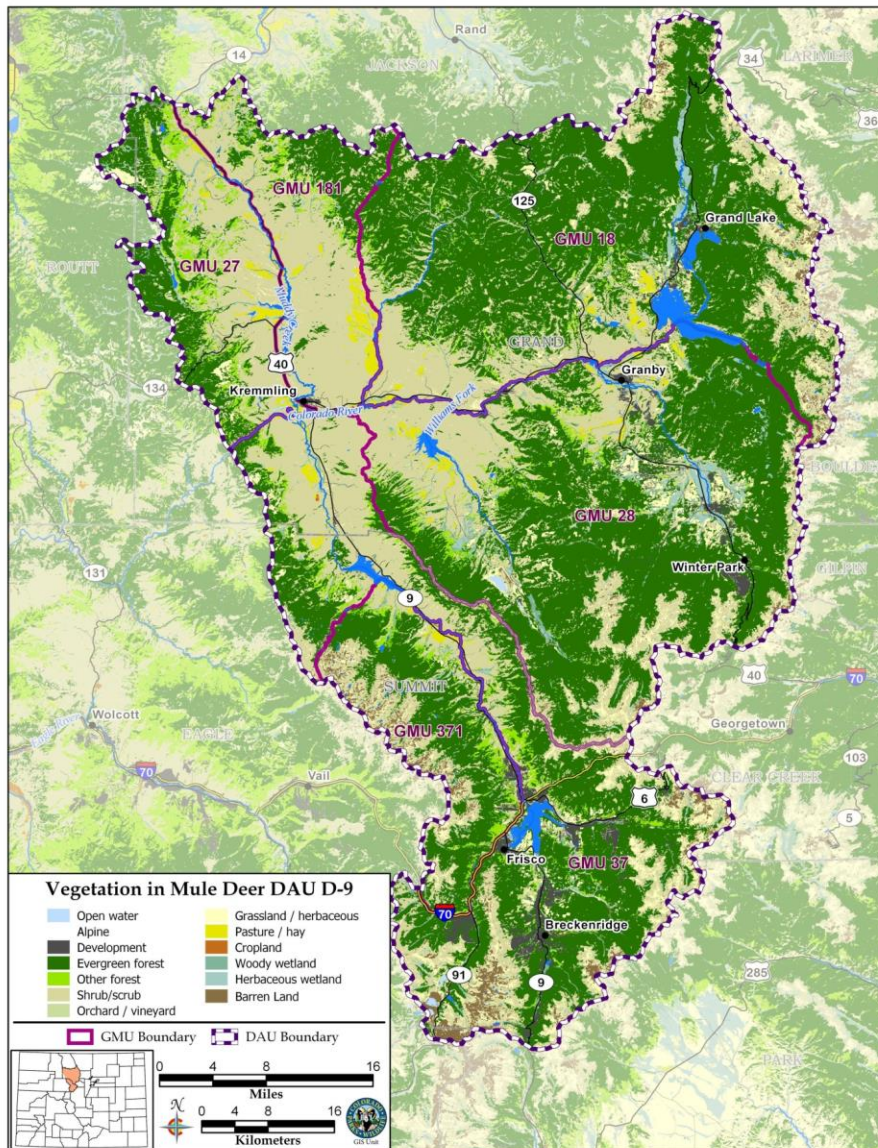 Rand
14
JACKSON
LARIMER
34
36
GMU 181
125
GMU 18
Grand Lake
ROUTT
GMU 27
Muddy Creek
GRAND
40
134
Granby
Kremmling
Colorado River
Williams Fork
BOULDER
GMU 28
131
Winter Park
GILPIN
9
70
40
SUMMIT
Georgetown
Wolcott
Eagle River
EAGLE
GMU 371
103
CLEAR CREEK
70
Vail
6
5
Frisco
GMU 37
70
Breckenridge
91
9
285
PARK
Vegetation in Mule Deer DAU D-9
Open water
Alpine
Development
Evergreen forest
Other forest
Shrub/scrub
Orchard / vineyard
Grassland / herbaceous
Pasture / hay
Cropland
Woody wetland
Herbaceous wetland
Barren Land
GMU Boundary
DAU Boundary
0 4 8 16
Miles
N
0 4 8 16
Kilometers
GIS Unit